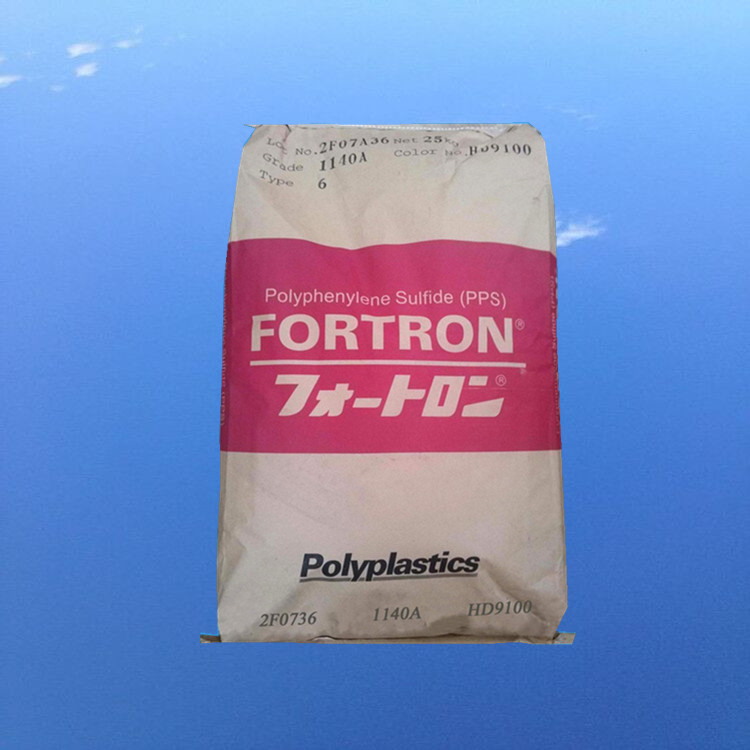 Lot No. 2F07A36 Net 25kg
Grade 1140A Color No. HD9100
Type 6
Polyphenylene Sulfide (PPS)
FORTRON®
フォートロン®
Polyplastics
2F0736 1140A HD9100